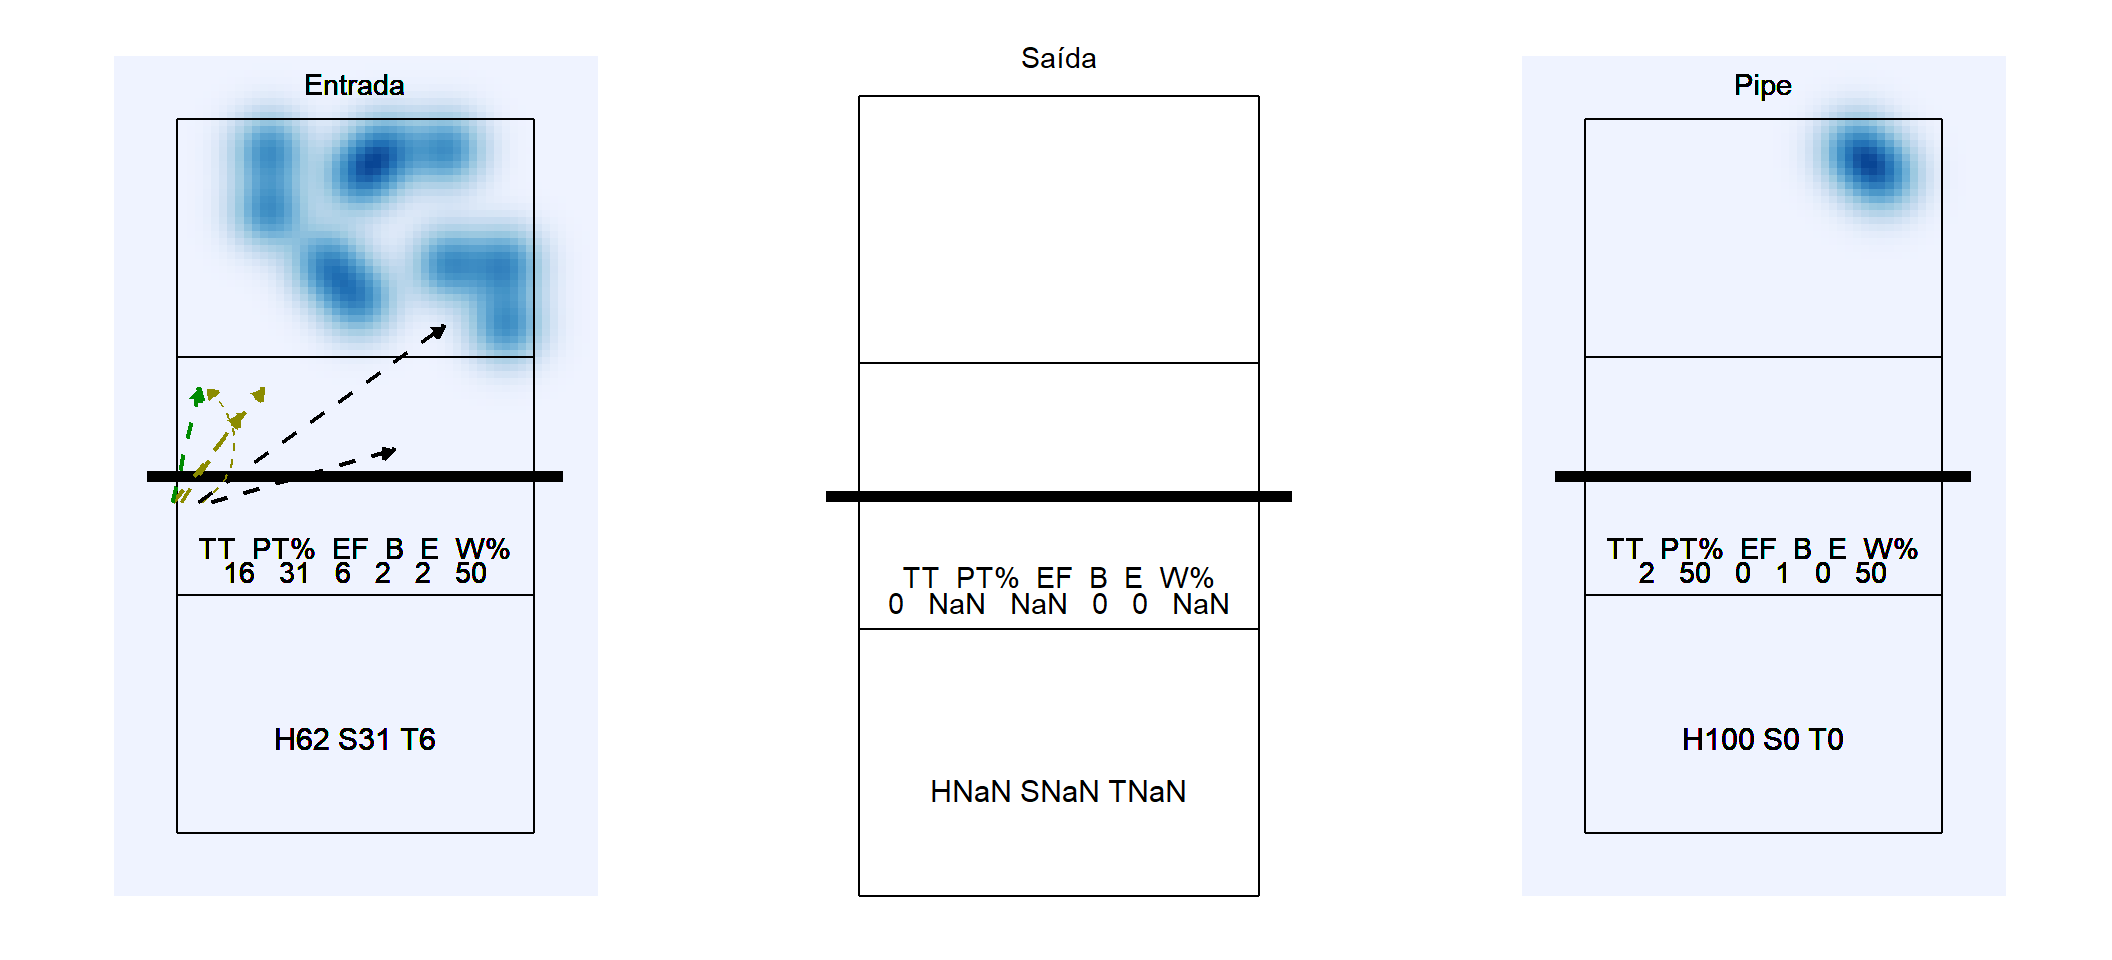 Entrada
TT PT% EF B E W%
16 31 6 2 2 50
H62 S31 T6
Saída
TT PT% EF B E W%
0 NaN NaN 0 0 NaN
HNaN SNaN TNaN
Pipe
TT PT% EF B E W%
2 50 0 1 0 50
H100 S0 T0